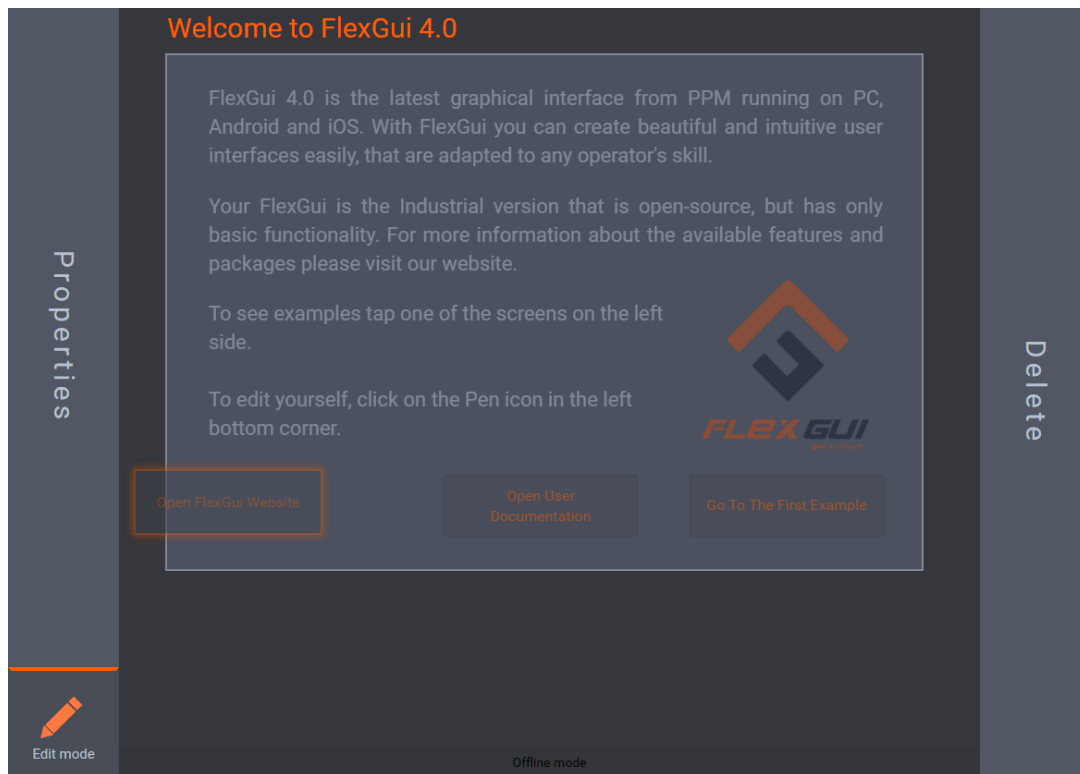 Welcome to FlexGui 4.0
FlexGui 4.0 is the latest graphical interface from PPM running on PC,
Android and iOS. With FlexGui you can create beautiful and intuitive user
interfaces easily, that are adapted to any operator's skill.
Your FlexGui is the Industrial version that is open-source, but has only
basic functionality. For more information about the available features and
packages please visit our website.
To see examples tap one of the screens on the left
side.
To edit yourself, click on the Pen icon in the left
bottom corner.
FLEX GUI
Open FlexGui Website
Open User
Documentation
Go To The First Example
Properties
Delete
Edit mode
Offline mode